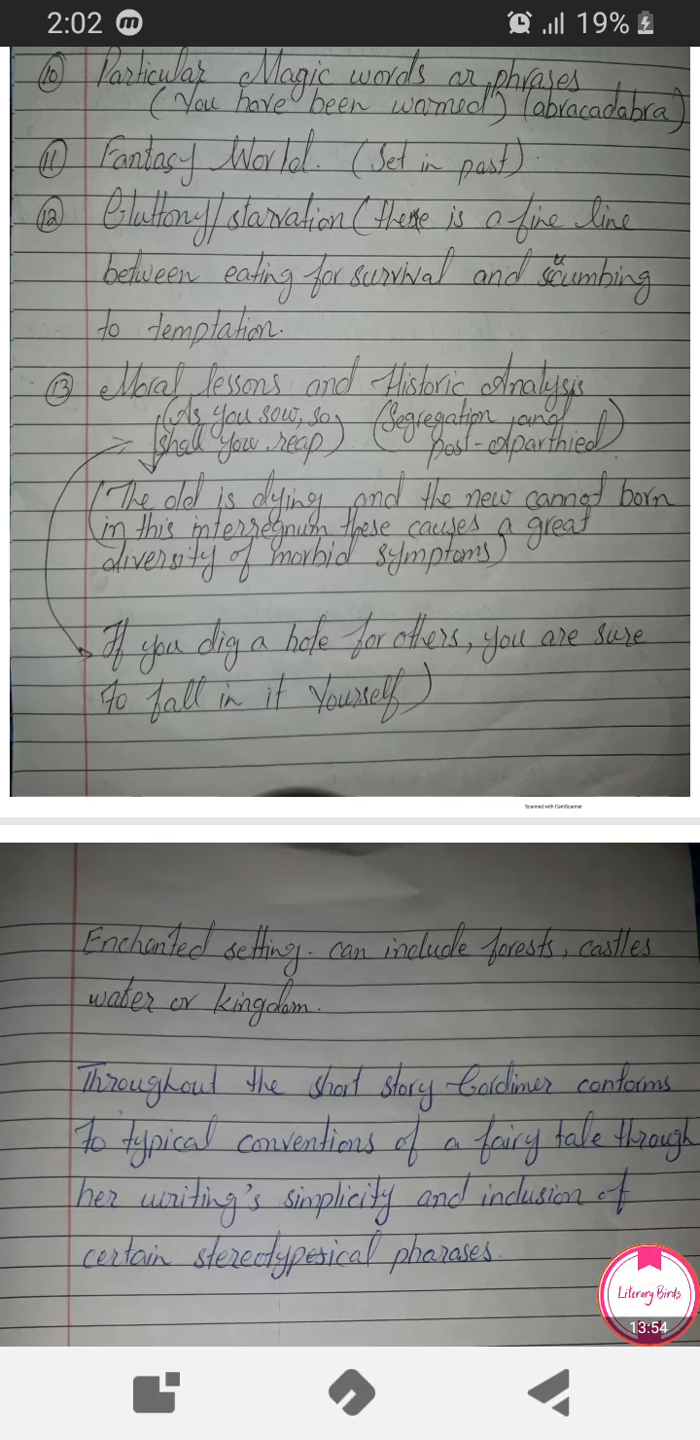 2:02 m 19%
10 Particular Magic words or phrases
(You have been warned) (abracadabra)
11 Fantasy World. (Set in past).
12 Gluttony/starvation (there is a fine line
between eating for survival and scumbing
to temptation.
13 Moral lessons and Historic Analysis
(As you sow, so (Segregation and
shall you reap) post-Aparthied)
(The old is dying and the new cannot born
in this interregnum these causes a great
diversity of morbid symptoms)
If you dig a hole for others, you are sure
to fall in it Yourself)
Scanned with CamScanner
Enchanted setting- can include forests, castles
water or kingdom.
Throughout the short story Gordimer conforms
to typical conventions of a fairy tale through
her writing's simplicity and inclusion of
certain stereotypesical pharases.
Literary Birds
13:54